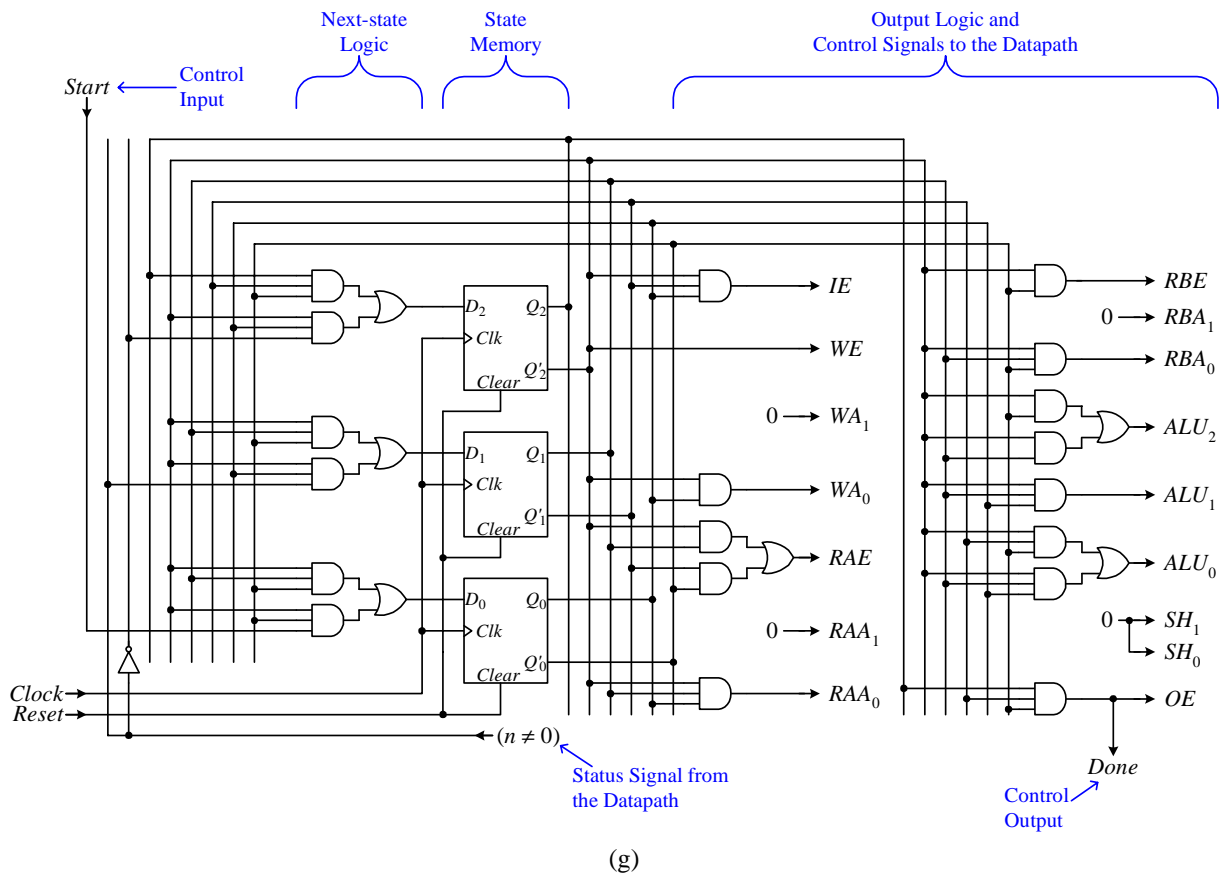 Next-state
Logic
State
Memory
Output Logic and
Control Signals to the Datapath
Start
Control
Input
D₂ Q₂
Clk
Q'₂
Clear
D₁ Q₁
Clk
Q'₁
Clear
D₀ Q₀
Clk
Q'₀
Clear
IE
WE
0 WA₁
WA₀
RAE
0 RAA₁
RAA₀
RBE
0 RBA₁
RBA₀
ALU₂
ALU₁
ALU₀
0 SH₁
SH₀
OE
Done
Clock
Reset
(n ≠ 0)
Status Signal from
the Datapath
Control
Output
(g)